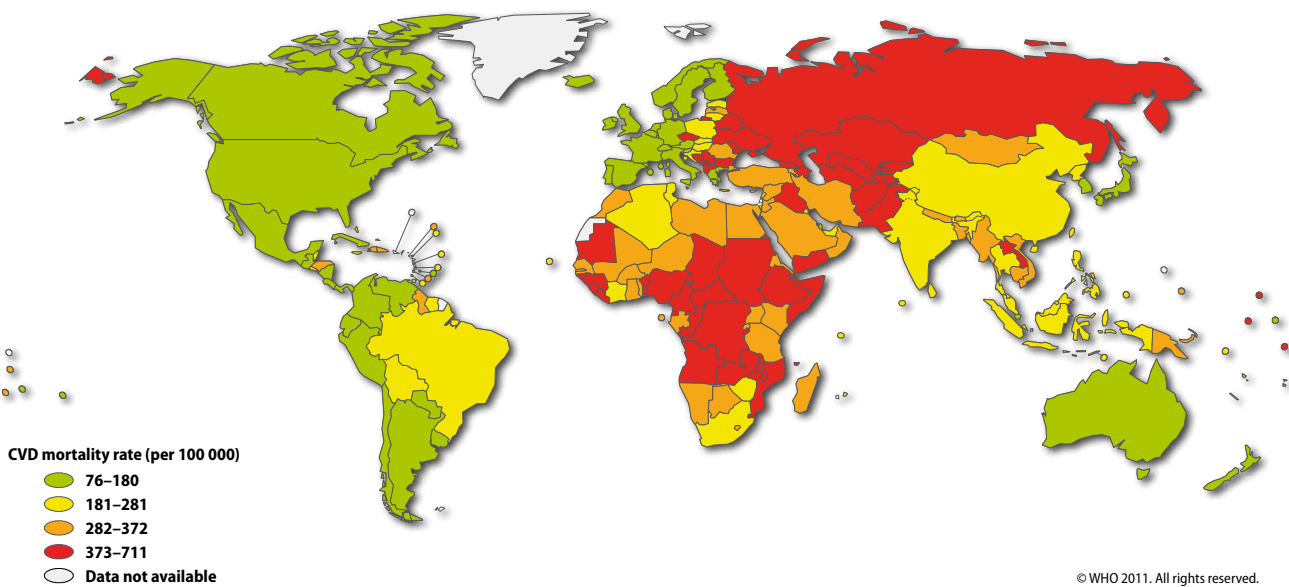 CVD mortality rate (per 100 000)
76–180
181–281
282–372
373–711
Data not available
© WHO 2011. All rights reserved.